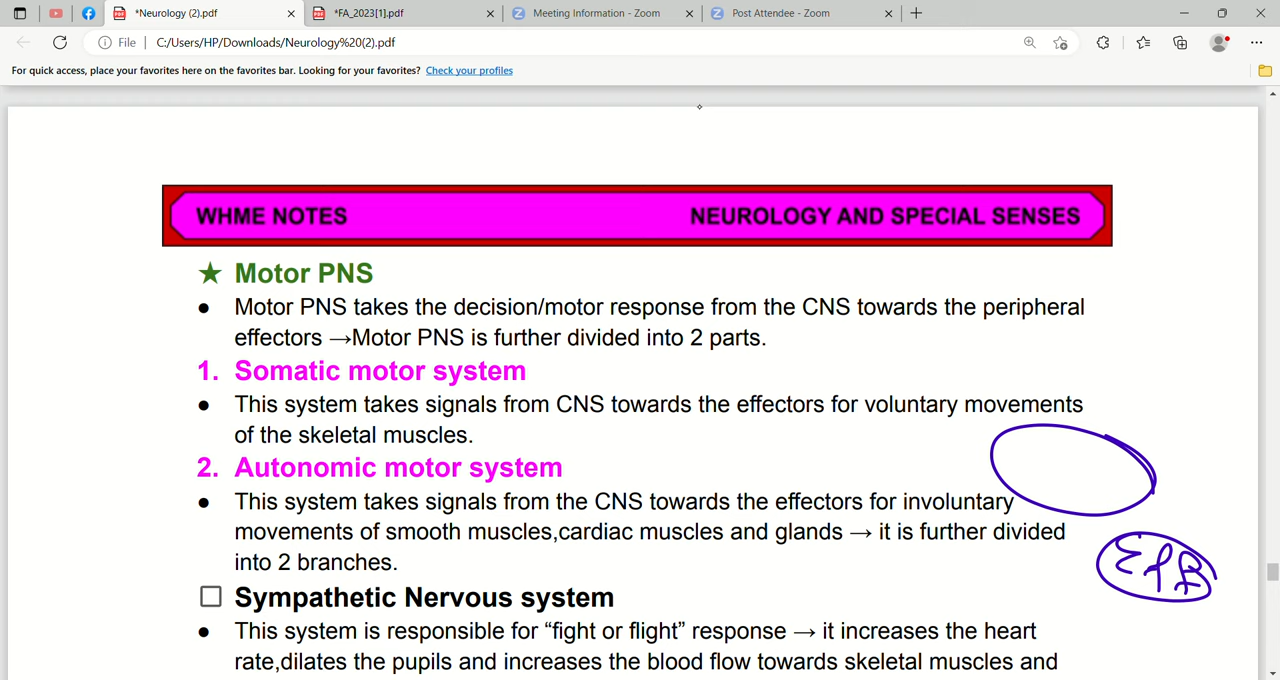 *Neurology (2).pdf
*FA_2023[1].pdf
Meeting Information - Zoom
Post Attendee - Zoom
File
C:/Users/HP/Downloads/Neurology%20(2).pdf
For quick access, place your favorites here on the favorites bar. Looking for your favorites? Check your profiles
WHME NOTES NEUROLOGY AND SPECIAL SENSES
★ Motor PNS
● Motor PNS takes the decision/motor response from the CNS towards the peripheral
effectors →Motor PNS is further divided into 2 parts.
1. Somatic motor system
● This system takes signals from CNS towards the effectors for voluntary movements
of the skeletal muscles.
2. Autonomic motor system
● This system takes signals from the CNS towards the effectors for involuntary
movements of smooth muscles,cardiac muscles and glands → it is further divided
into 2 branches.
☐ Sympathetic Nervous system
● This system is responsible for “fight or flight” response → it increases the heart
rate,dilates the pupils and increases the blood flow towards skeletal muscles and